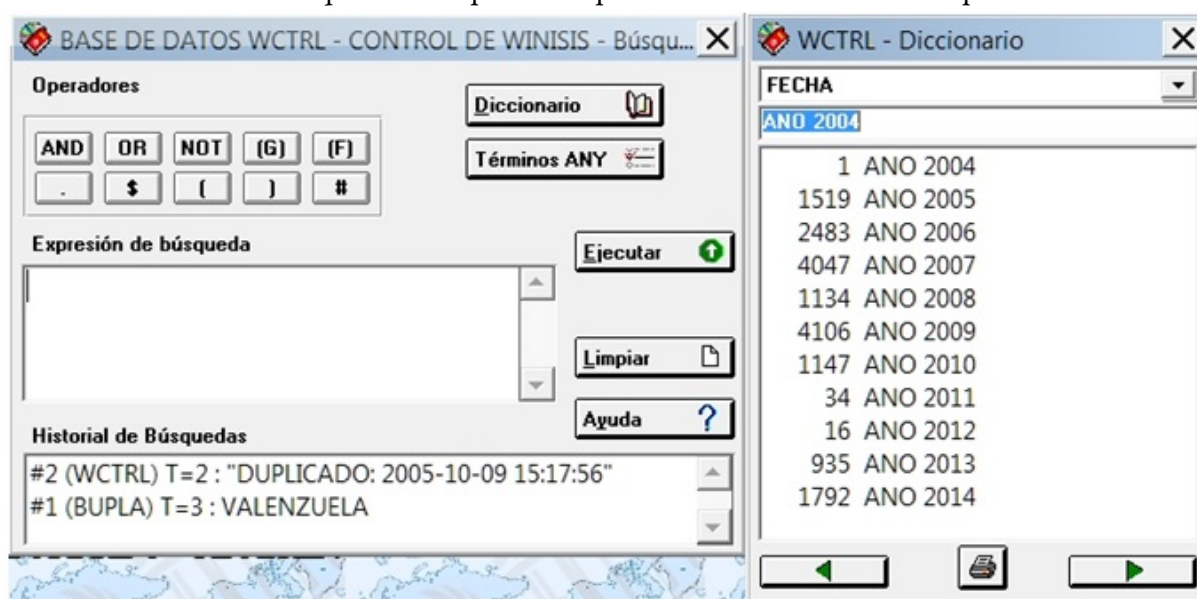 BASE DE DATOS WCTRL - CONTROL DE WINISIS - Búsqu...
Operadores
Diccionario
AND OR NOT (G) (F)
Términos ANY
. $ ( ) #
Expresión de búsqueda
Ejecutar
Limpiar
Ayuda ?
Historial de Búsquedas
#2 (WCTRL) T=2 : "DUPLICADO: 2005-10-09 15:17:56"
#1 (BUPLA) T=3 : VALENZUELA
WCTRL - Diccionario
FECHA
ANO 2004
1 ANO 2004
1519 ANO 2005
2483 ANO 2006
4047 ANO 2007
1134 ANO 2008
4106 ANO 2009
1147 ANO 2010
34 ANO 2011
16 ANO 2012
935 ANO 2013
1792 ANO 2014